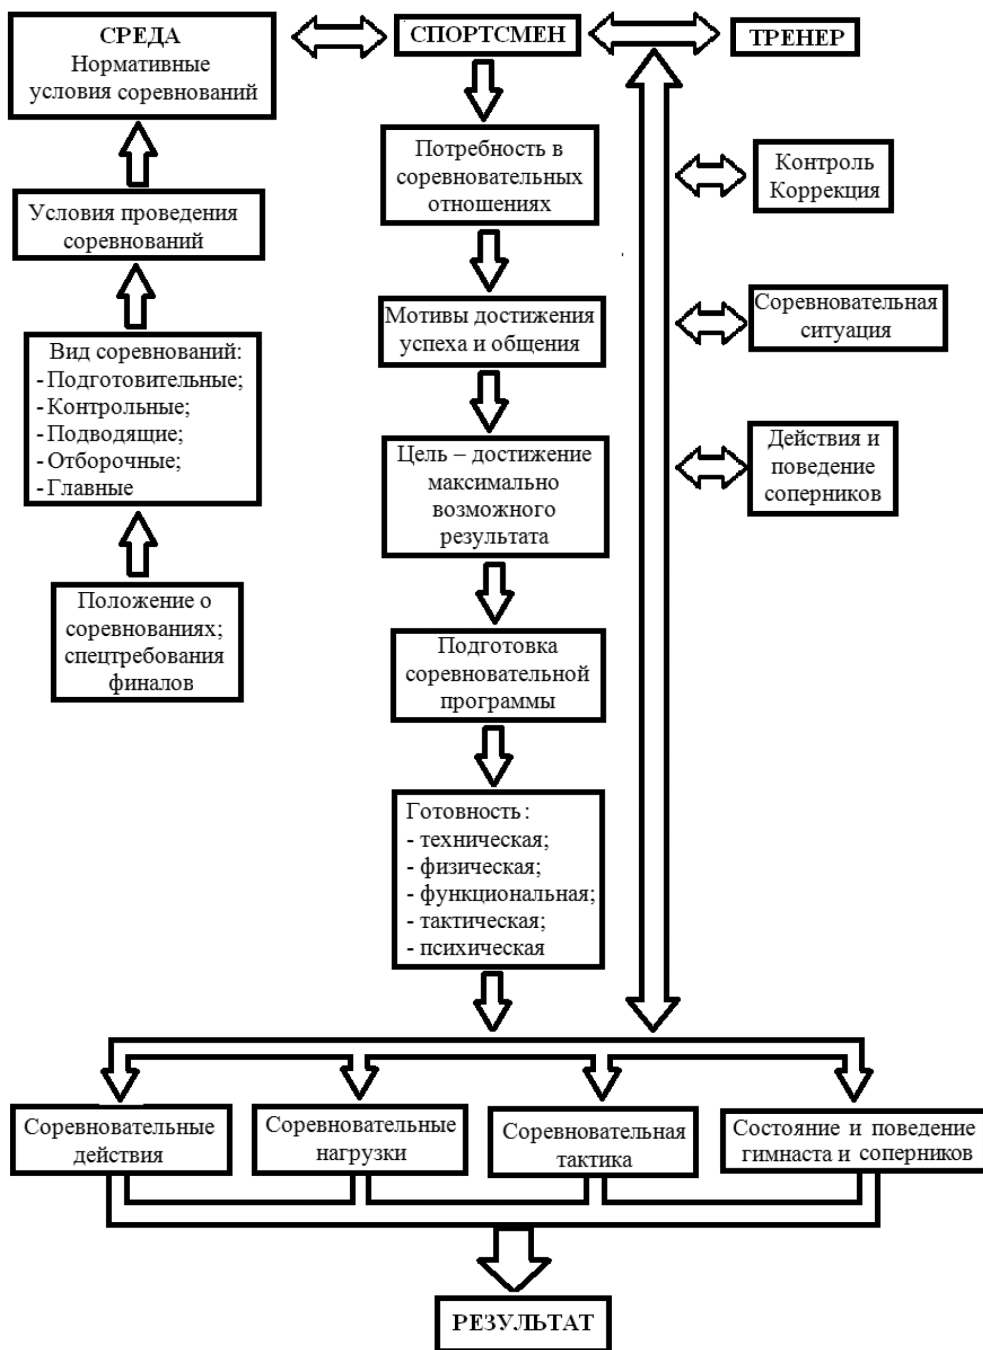 СРЕДА
Нормативные
условия соревнований
СПОРТСМЕН
ТРЕНЕР
Условия проведения
соревнований
Вид соревнований:
- Подготовительные;
- Контрольные;
- Подводящие;
- Отборочные;
- Главные
Положение о
соревнованиях;
спецтребования
финалов
Потребность в
соревновательных
отношениях
Мотивы достижения
успеха и общения
Цель – достижение
максимально
возможного
результата
Подготовка
соревновательной
программы
Готовность:
- техническая;
- физическая;
- функциональная;
- тактическая;
- психическая
Контроль
Коррекция
Соревновательная
ситуация
Действия и
поведение
соперников
Соревновательные
действия
Соревновательные
нагрузки
Соревновательная
тактика
Состояние и поведение
гимнаста и соперников
РЕЗУЛЬТАТ